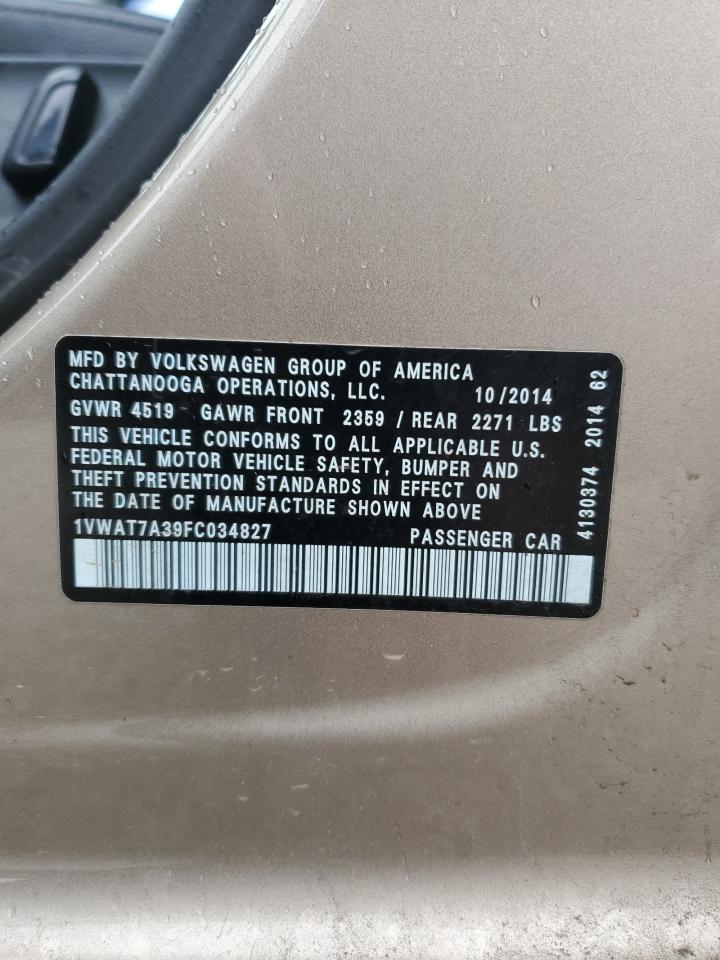 MFD BY VOLKSWAGEN GROUP OF AMERICA
CHATTANOOGA OPERATIONS, LLC. 10/2014
GVWR 4519 GAWR FRONT 2359 / REAR 2271 LBS
THIS VEHICLE CONFORMS TO ALL APPLICABLE U.S.
FEDERAL MOTOR VEHICLE SAFETY, BUMPER AND
THEFT PREVENTION STANDARDS IN EFFECT ON
THE DATE OF MANUFACTURE SHOWN ABOVE
1VWAT7A39FC034827 PASSENGER CAR
4130374 2014 62